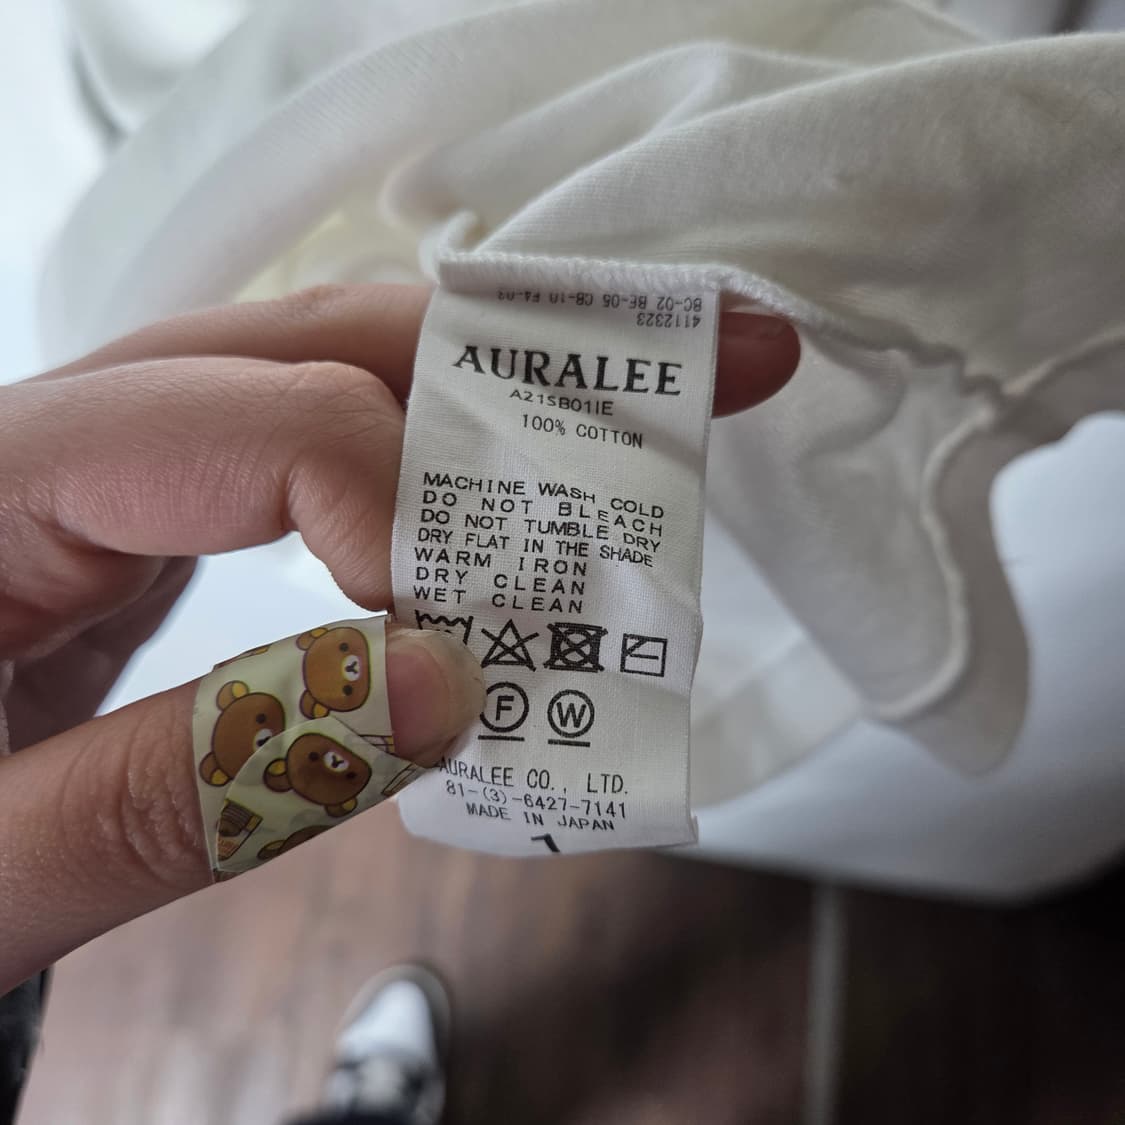 BC-02 BE-05 CB-10 F4-03
4112323
AURALEE
A21SB01IE
100% COTTON
MACHINE WASH COLD
DO NOT BLEACH
DO NOT TUMBLE DRY
DRY FLAT IN THE SHADE
WARM IRON
DRY CLEAN
WET CLEAN
F W
AURALEE CO., LTD.
81-(3)-6427-7141
MADE IN JAPAN